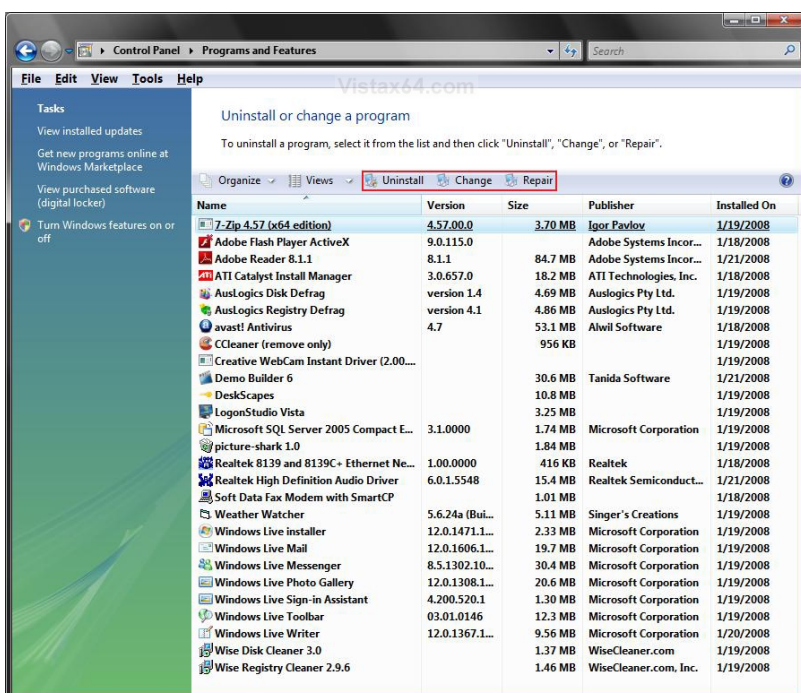 Control Panel ▸ Programs and Features
Search
File Edit View Tools Help
Vistax64.com
Tasks
View installed updates
Get new programs online at
Windows Marketplace
View purchased software
(digital locker)
Turn Windows features on or
off
Uninstall or change a program
To uninstall a program, select it from the list and then click "Uninstall", "Change", or "Repair".
Organize Views Uninstall Change Repair
Name Version Size Publisher Installed On
7-Zip 4.57 (x64 edition) 4.57.00.0 3.70 MB Igor Pavlov 1/19/2008
Adobe Flash Player ActiveX 9.0.115.0 Adobe Systems Incor... 1/18/2008
Adobe Reader 8.1.1 8.1.1 84.7 MB Adobe Systems Incor... 1/21/2008
ATI Catalyst Install Manager 3.0.657.0 18.2 MB ATI Technologies, Inc. 1/18/2008
AusLogics Disk Defrag version 1.4 4.69 MB Auslogics Pty Ltd. 1/19/2008
AusLogics Registry Defrag version 4.1 4.86 MB Auslogics Pty Ltd. 1/19/2008
avast! Antivirus 4.7 53.1 MB Alwil Software 1/18/2008
CCleaner (remove only) 956 KB 1/19/2008
Creative WebCam Instant Driver (2.00.... 1/19/2008
Demo Builder 6 30.6 MB Tanida Software 1/21/2008
DeskScapes 10.8 MB 1/19/2008
LogonStudio Vista 3.25 MB 1/19/2008
Microsoft SQL Server 2005 Compact E... 3.1.0000 1.74 MB Microsoft Corporation 1/19/2008
picture-shark 1.0 1.84 MB 1/19/2008
Realtek 8139 and 8139C+ Ethernet Ne... 1.00.0000 416 KB Realtek 1/18/2008
Realtek High Definition Audio Driver 6.0.1.5548 15.4 MB Realtek Semiconduct... 1/21/2008
Soft Data Fax Modem with SmartCP 1.01 MB 1/18/2008
Weather Watcher 5.6.24a (Bui... 5.11 MB Singer's Creations 1/19/2008
Windows Live installer 12.0.1471.1... 2.33 MB Microsoft Corporation 1/19/2008
Windows Live Mail 12.0.1606.1... 19.7 MB Microsoft Corporation 1/19/2008
Windows Live Messenger 8.5.1302.10... 30.4 MB Microsoft Corporation 1/19/2008
Windows Live Photo Gallery 12.0.1308.1... 20.6 MB Microsoft Corporation 1/19/2008
Windows Live Sign-in Assistant 4.200.520.1 1.30 MB Microsoft Corporation 1/19/2008
Windows Live Toolbar 03.01.0146 12.3 MB Microsoft Corporation 1/19/2008
Windows Live Writer 12.0.1367.1... 9.56 MB Microsoft Corporation 1/20/2008
Wise Disk Cleaner 3.0 1.37 MB WiseCleaner.com 1/19/2008
Wise Registry Cleaner 2.9.6 1.46 MB WiseCleaner.com, Inc. 1/19/2008